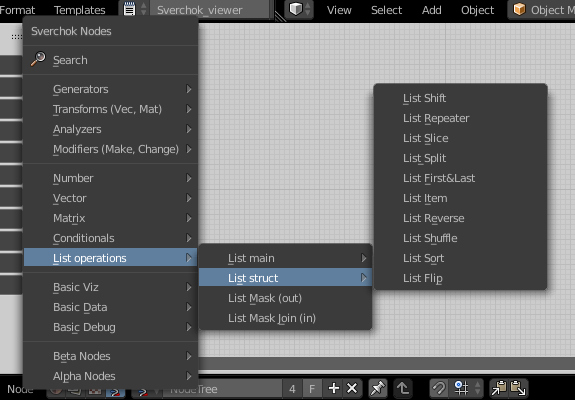 Format Templates Sverchok_viewer View Select Add Object Object M
Sverchok Nodes
Search
Generators
Transforms (Vec, Mat)
Analyzers
Modifiers (Make, Change)
Number
Vector
Matrix
Conditionals
List operations
Basic Viz
Basic Data
Basic Debug
Beta Nodes
Alpha Nodes
List main
List struct
List Mask (out)
List Mask Join (in)
List Shift
List Repeater
List Slice
List Split
List First&Last
List Item
List Reverse
List Shuffle
List Sort
List Flip
Node NodeTree 4 F